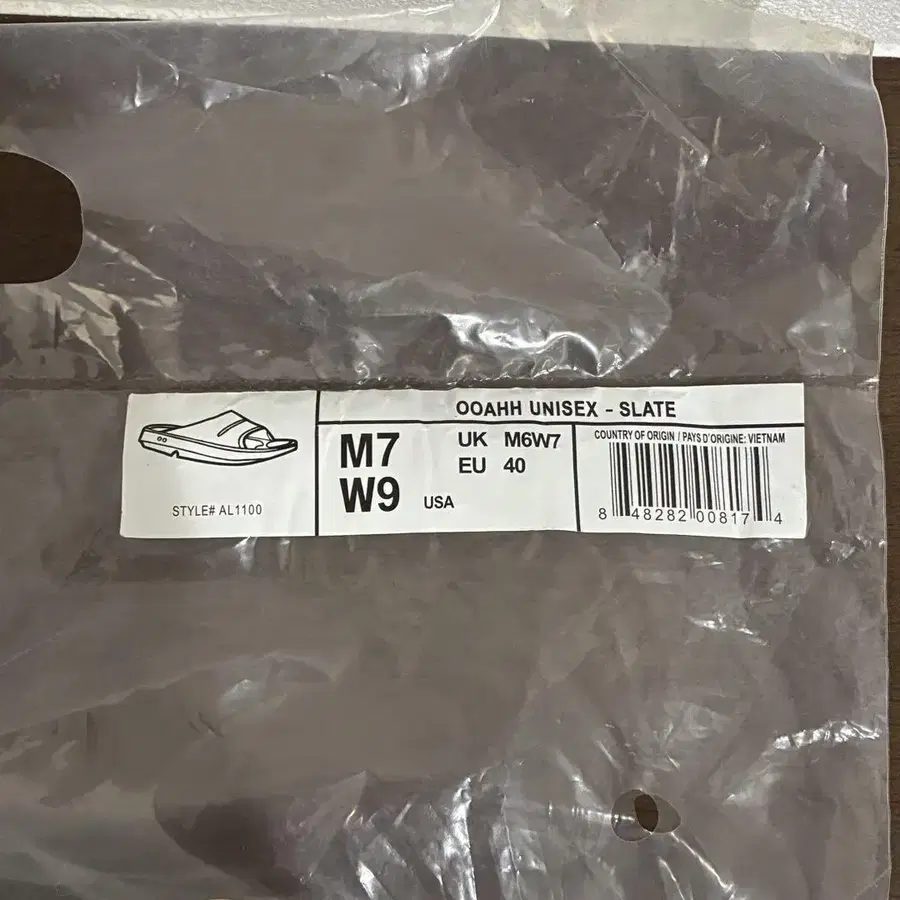 OOAHH UNISEX - SLATE
M7
W9 USA
UK M6W7
EU 40
COUNTRY OF ORIGIN / PAYS D'ORIGINE: VIETNAM
8 48282 00817 4
STYLE# AL1100